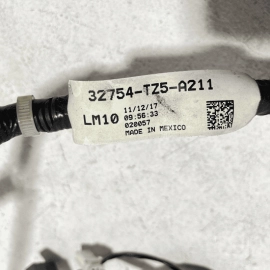 32754-TZ5-A211
LM10
11/12/17
09:56:33
020057
MADE IN MEXICO